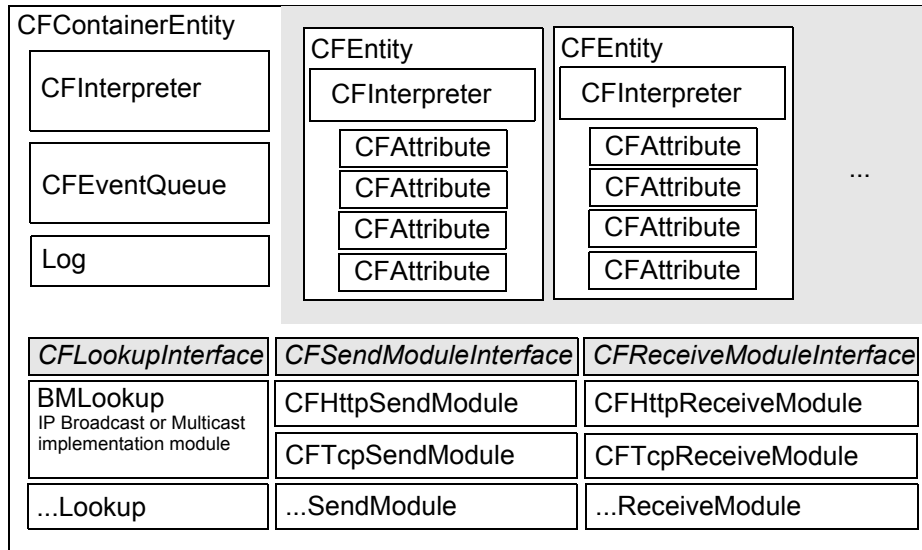 CFContainerEntity
CFInterpreter
CFEventQueue
Log
CFEntity
CFInterpreter
CFAttribute
CFAttribute
CFAttribute
CFAttribute
CFEntity
CFInterpreter
CFAttribute
CFAttribute
CFAttribute
CFAttribute
...
CFLookupInterface
BMLookup
IP Broadcast or Multicast
implementation module
...Lookup
CFSendModuleInterface
CFHttpSendModule
CFTcpSendModule
...SendModule
CFReceiveModuleInterface
CFHttpReceiveModule
CFTcpReceiveModule
...ReceiveModule